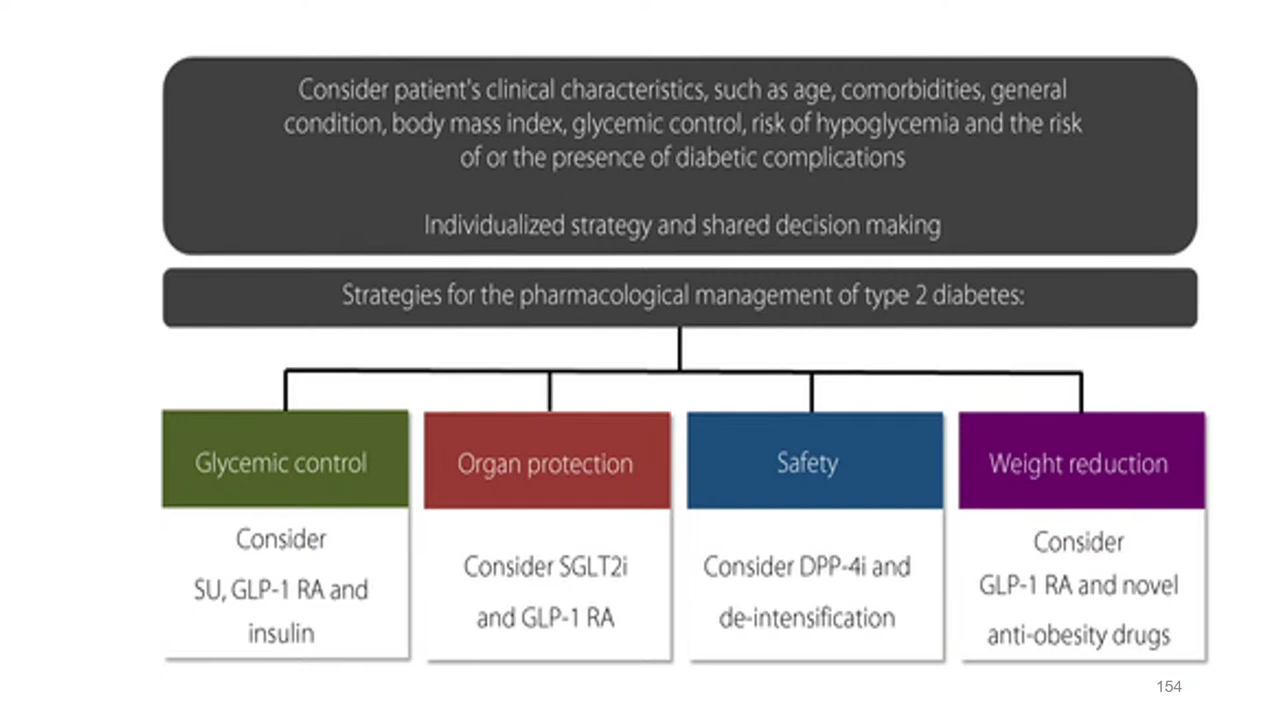 Consider patient's clinical characteristics, such as age, comorbidities, general
condition, body mass index, glycemic control, risk of hypoglycemia and the risk
of or the presence of diabetic complications
Individualized strategy and shared decision making
Strategies for the pharmacological management of type 2 diabetes:
Glycemic control
Consider
SU, GLP-1 RA and
insulin
Organ protection
Consider SGLT2i
and GLP-1 RA
Safety
Consider DPP-4i and
de-intensification
Weight reduction
Consider
GLP-1 RA and novel
anti-obesity drugs
154